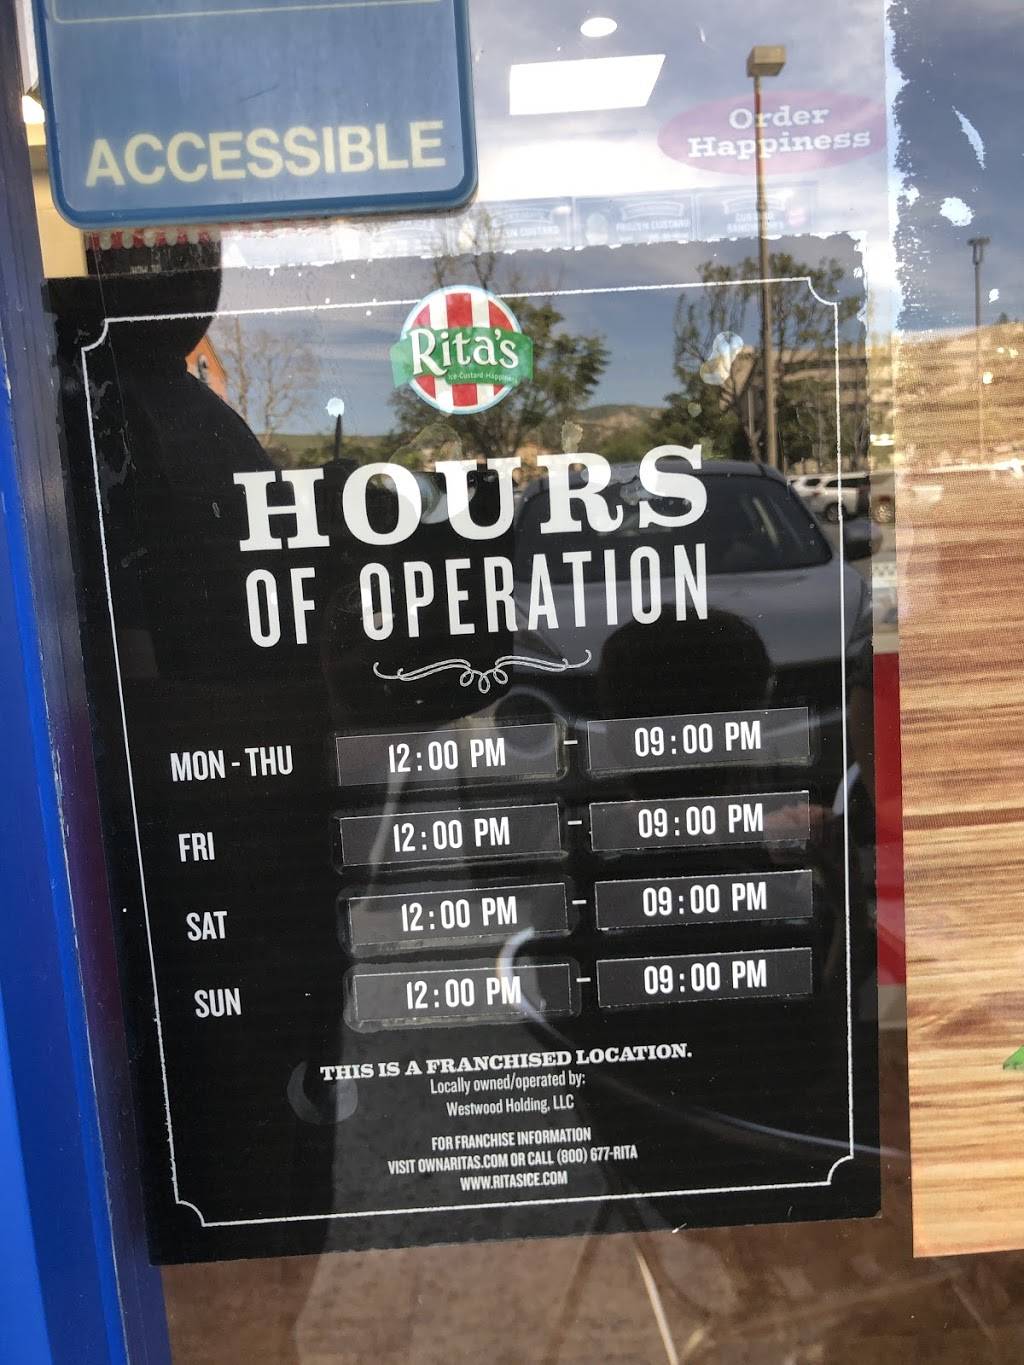 ACCESSIBLE
Order
Happiness
Rita's
Ice-Custard-Happiness
HOURS
OF OPERATION
MON - THU 12:00 PM - 09:00 PM
FRI 12:00 PM - 09:00 PM
SAT 12:00 PM - 09:00 PM
SUN 12:00 PM - 09:00 PM
THIS IS A FRANCHISED LOCATION.
Locally owned/operated by:
Westwood Holding, LLC
FOR FRANCHISE INFORMATION
VISIT OWNARITAS.COM OR CALL (800) 677-RITA
WWW.RITASICE.COM